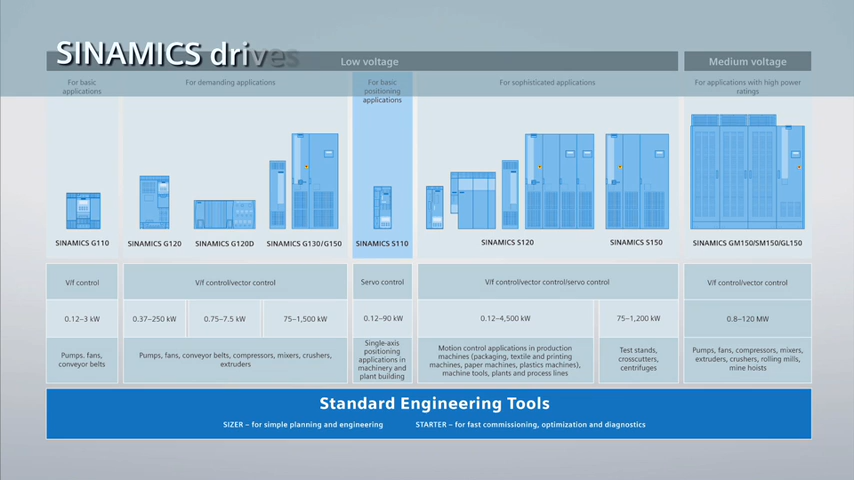 SINAMICS drives
Low voltage
Medium voltage
For basic
applications
For demanding applications
For basic
positioning
applications
For sophisticated applications
For applications with high power
ratings
SINAMICS G110
SINAMICS G120
SINAMICS G120D
SINAMICS G130/G150
SINAMICS S110
SINAMICS S120
SINAMICS S150
SINAMICS GM150/SM150/GL150
V/f control
V/f control/vector control
Servo control
V/f control/vector control/servo control
V/f control/vector control
0.12–3 kW
0.37–250 kW
0.75–7.5 kW
75–1,500 kW
0.12–90 kW
0.12–4,500 kW
75–1,200 kW
0.8–120 MW
Pumps. fans,
conveyor belts
Pumps, fans, conveyor belts, compressors, mixers, crushers,
extruders
Single-axis
positioning
applications in
machinery and
plant building
Motion control applications in production
machines (packaging, textile and printing
machines, paper machines, plastics machines),
machine tools, plants and process lines
Test stands,
crosscutters,
centrifuges
Pumps, fans, compressors, mixers,
extruders, crushers, rolling mills,
mine hoists
Standard Engineering Tools
SIZER – for simple planning and engineering
STARTER – for fast commissioning, optimization and diagnostics